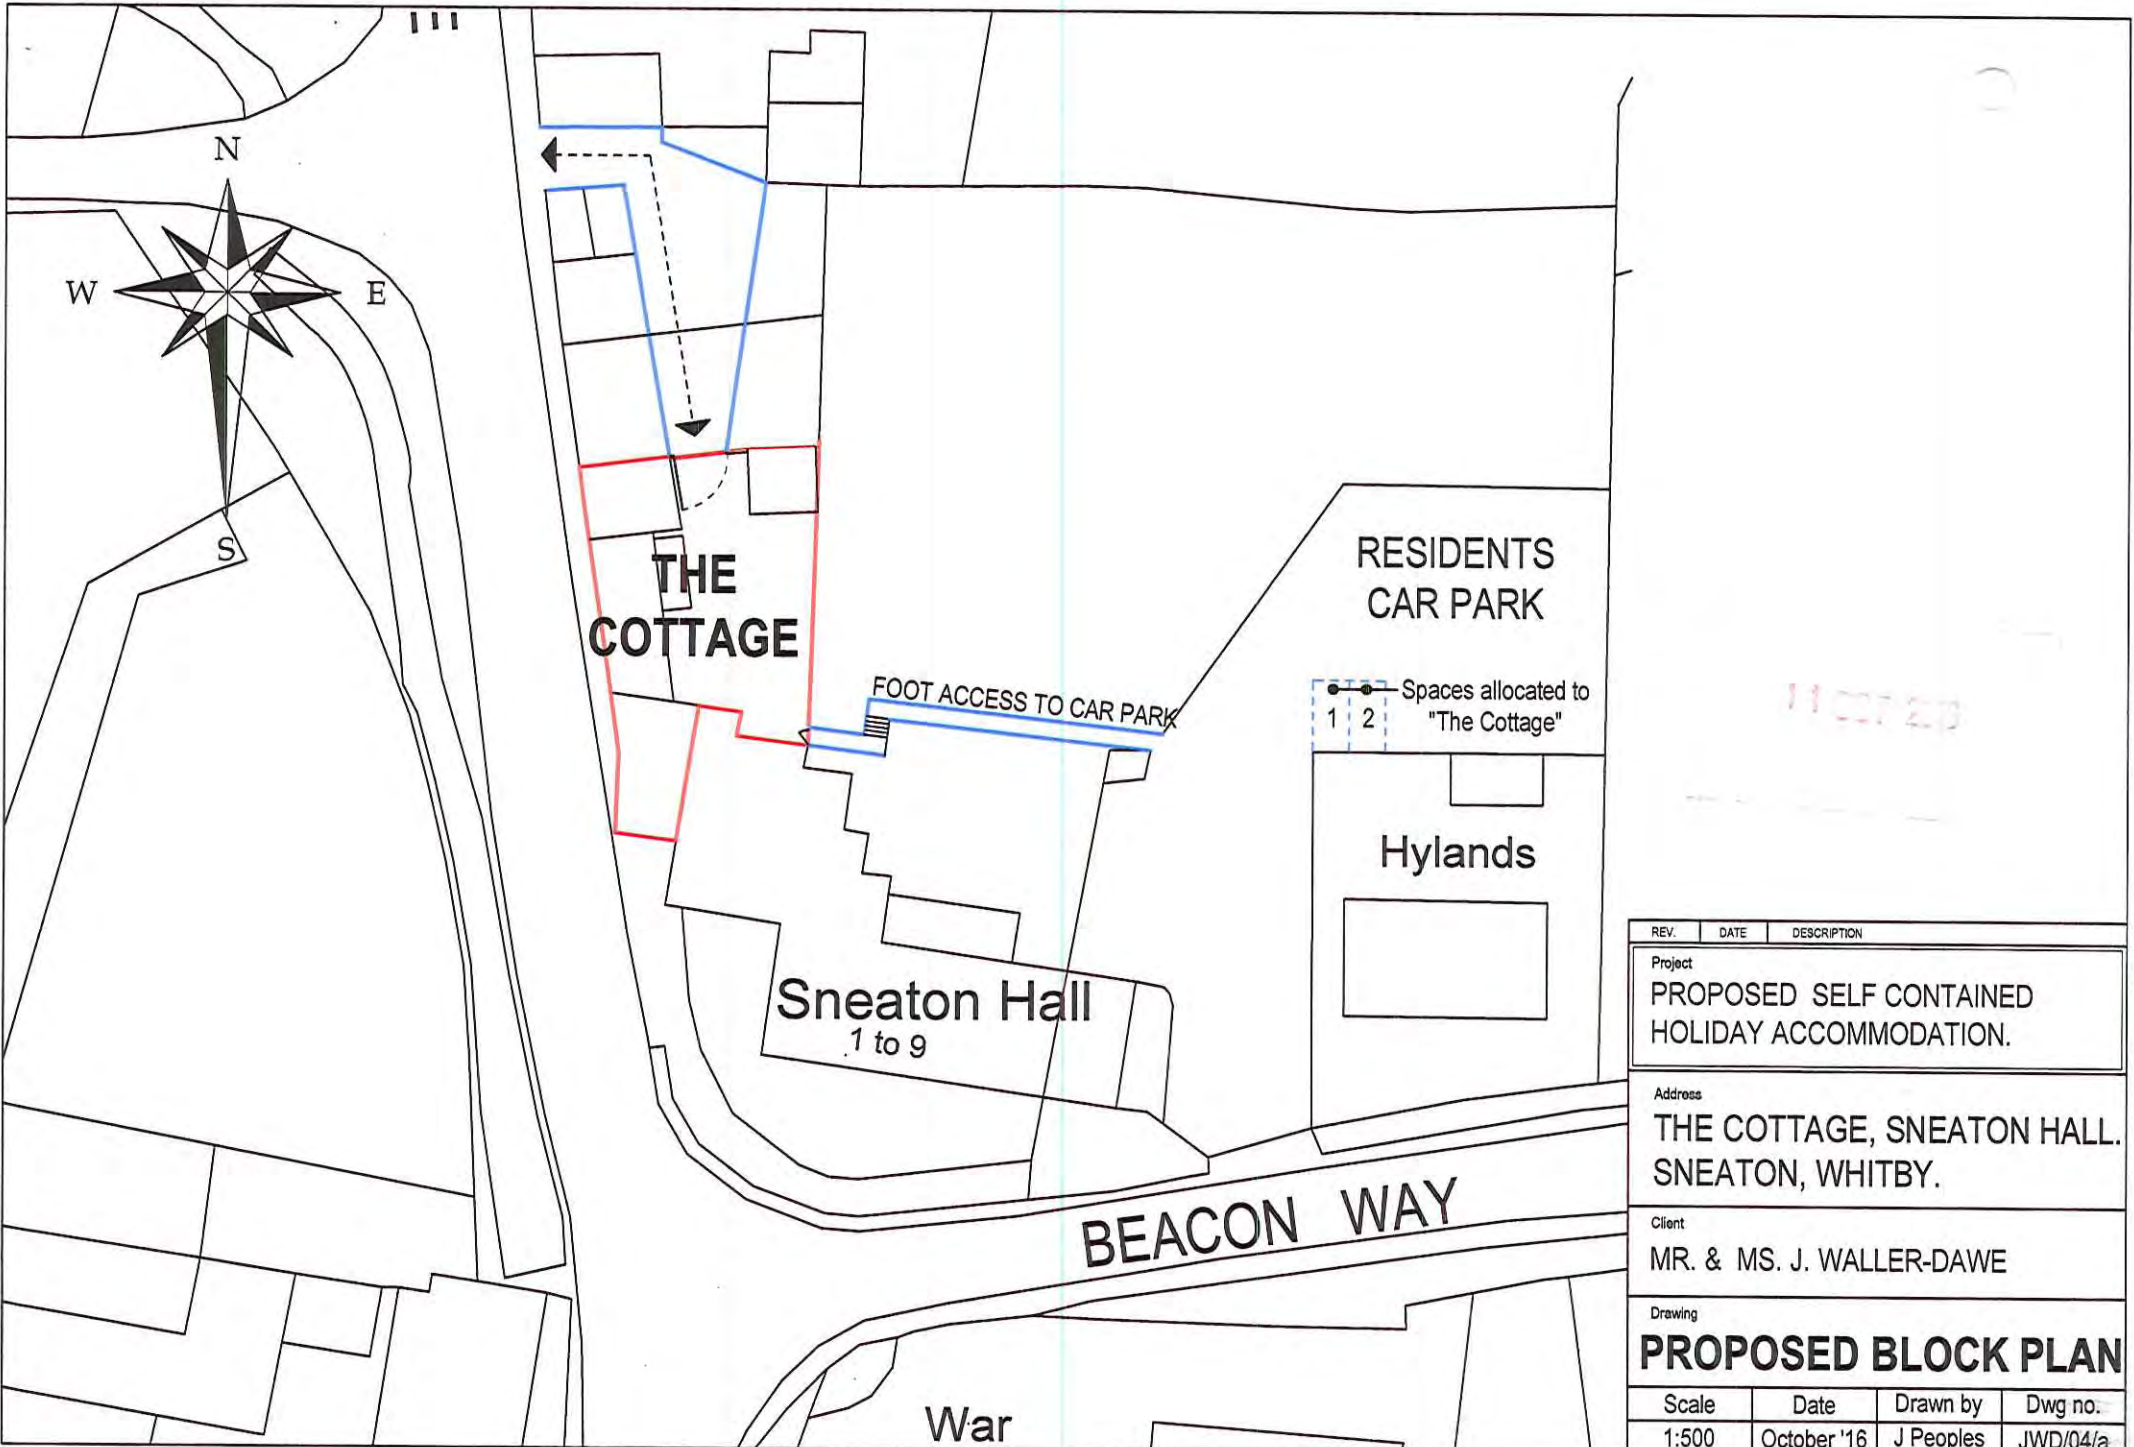 N
W
E
S
THE
COTTAGE
FOOT ACCESS TO CAR PARK
RESIDENTS
CAR PARK
Spaces allocated to
"The Cottage"
1 2
Hylands
Sneaton Hall
1 to 9
BEACON WAY
War
REV. DATE DESCRIPTION
Project
PROPOSED SELF CONTAINED
HOLIDAY ACCOMMODATION.
Address
THE COTTAGE, SNEATON HALL.
SNEATON, WHITBY.
Client
MR. & MS. J. WALLER-DAWE
Drawing
PROPOSED BLOCK PLAN
Scale Date Drawn by Dwg no.
1:500 October '16 J Peoples JWD/04/a